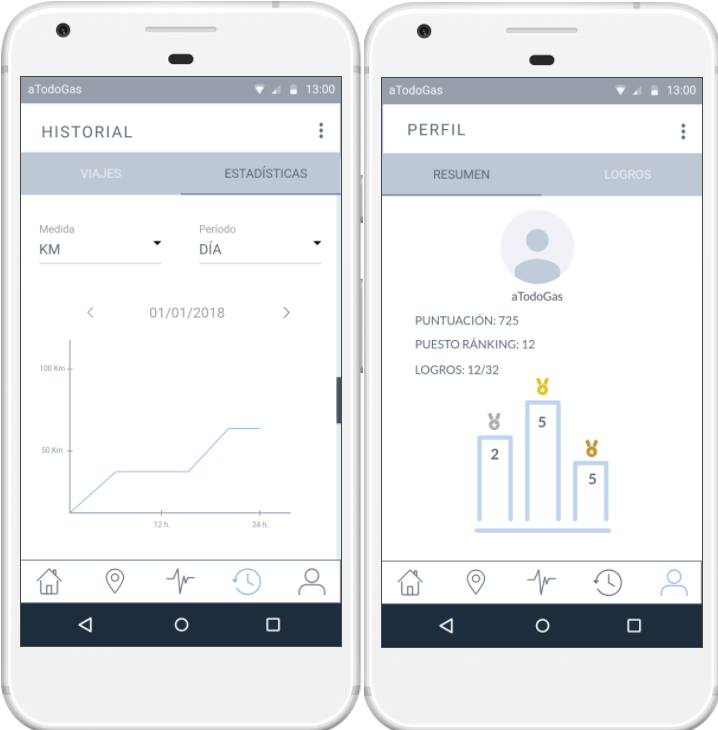 aTodoGas 13:00
HISTORIAL
VIAJES ESTADÍSTICAS
Medida Período
KM DÍA
01/01/2018
100 Km
50 Km
12 h. 24 h.
aTodoGas 13:00
PERFIL
RESUMEN LOGROS
aTodoGas
PUNTUACIÓN: 725
PUESTO RÁNKING: 12
LOGROS: 12/32
5
2
5